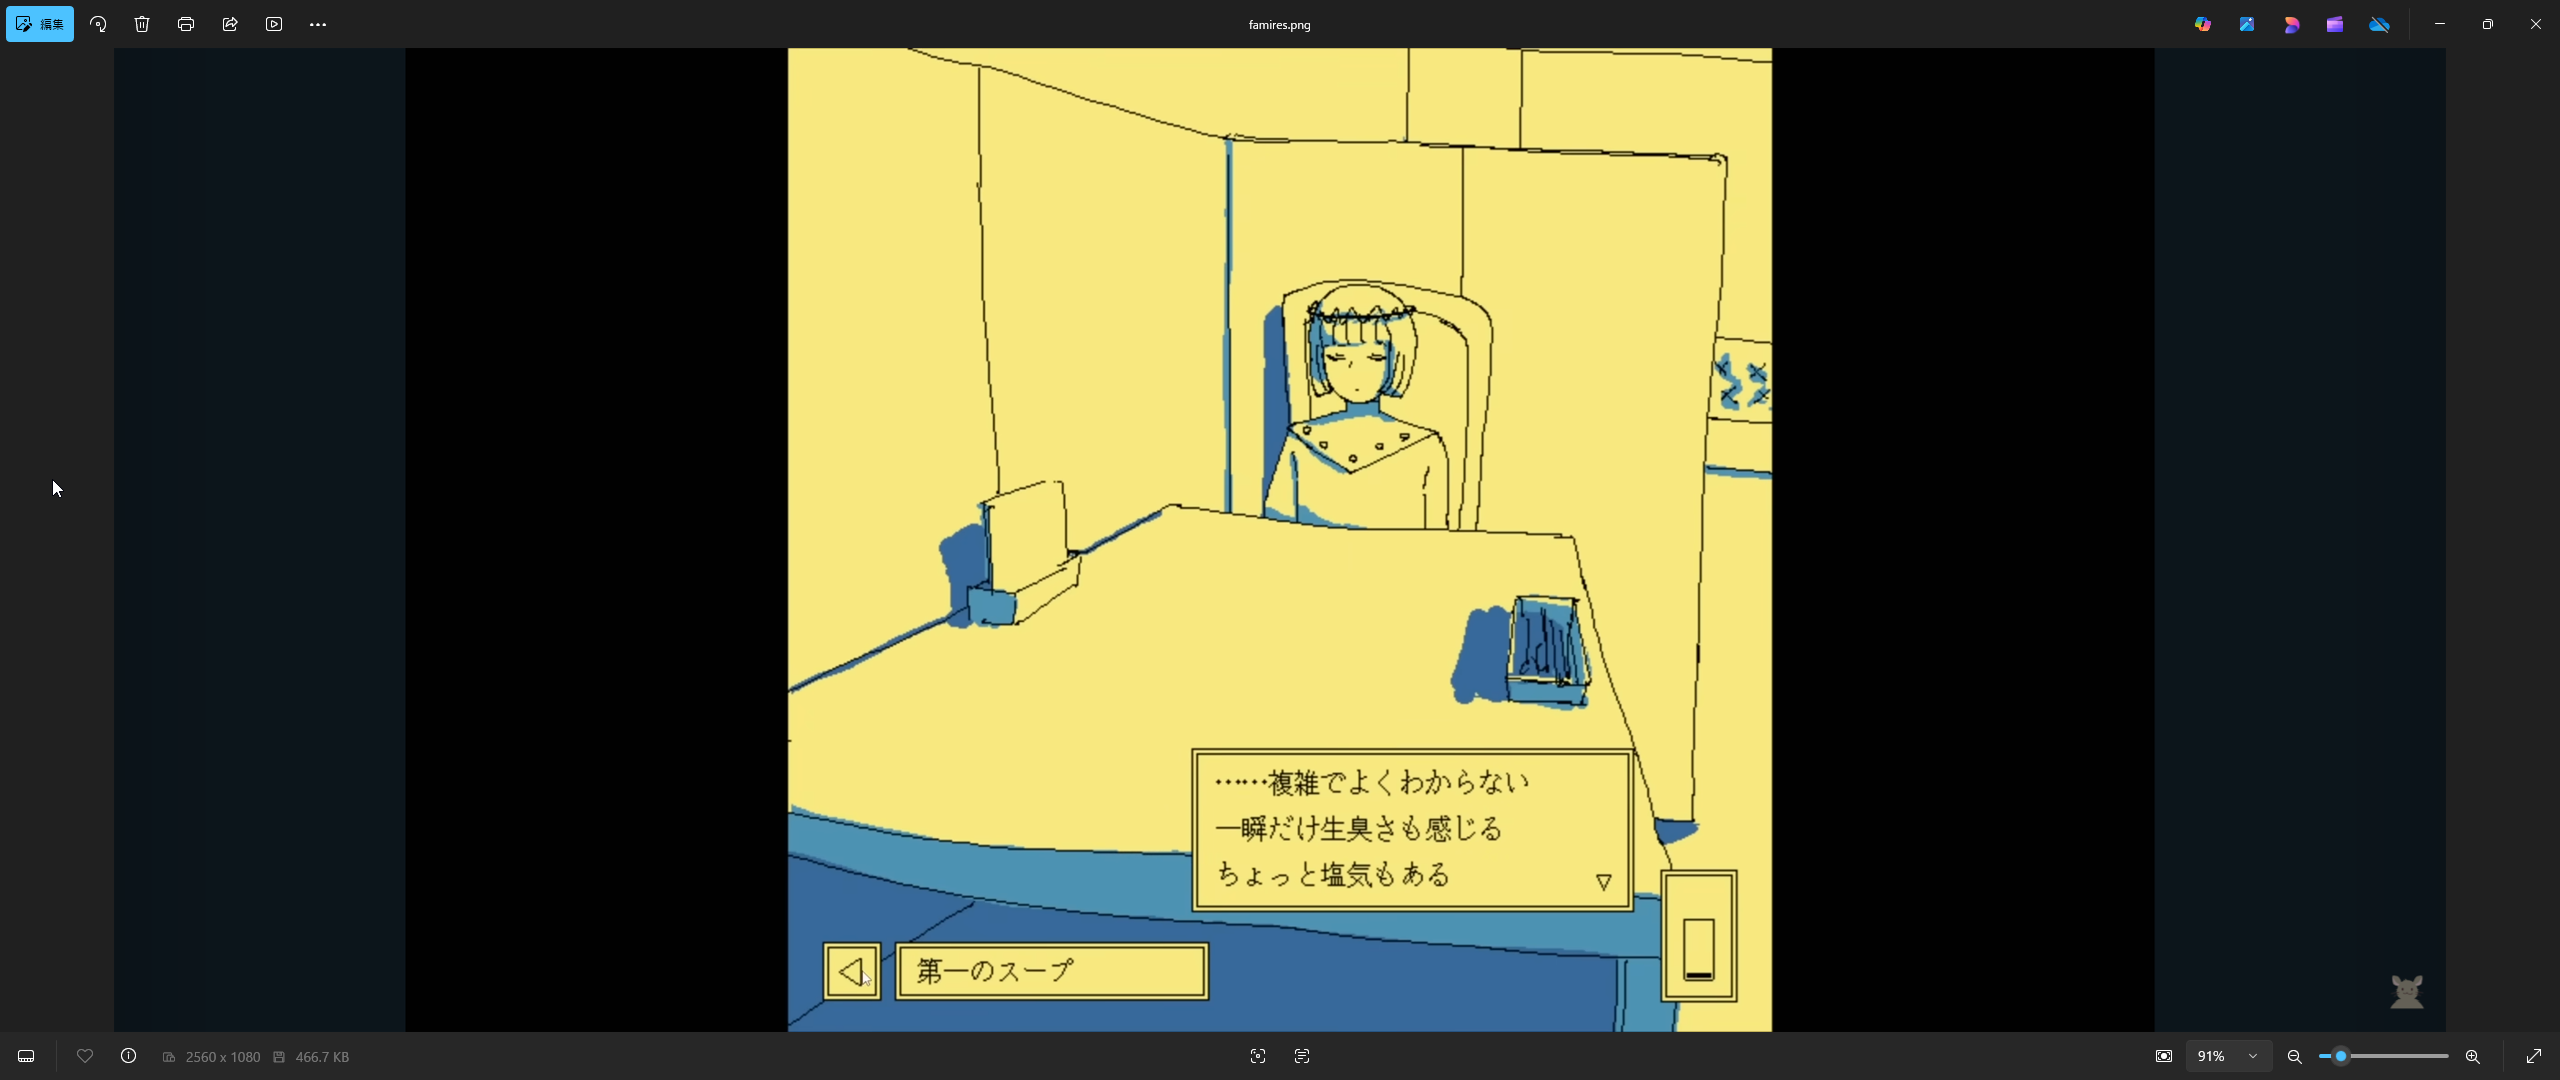 編集
famires.png
……複雑でよくわからない
一瞬だけ生臭さも感じる
ちょっと塩気もある
▽
第一のスープ
2560 x 1080
466.7 KB
91%